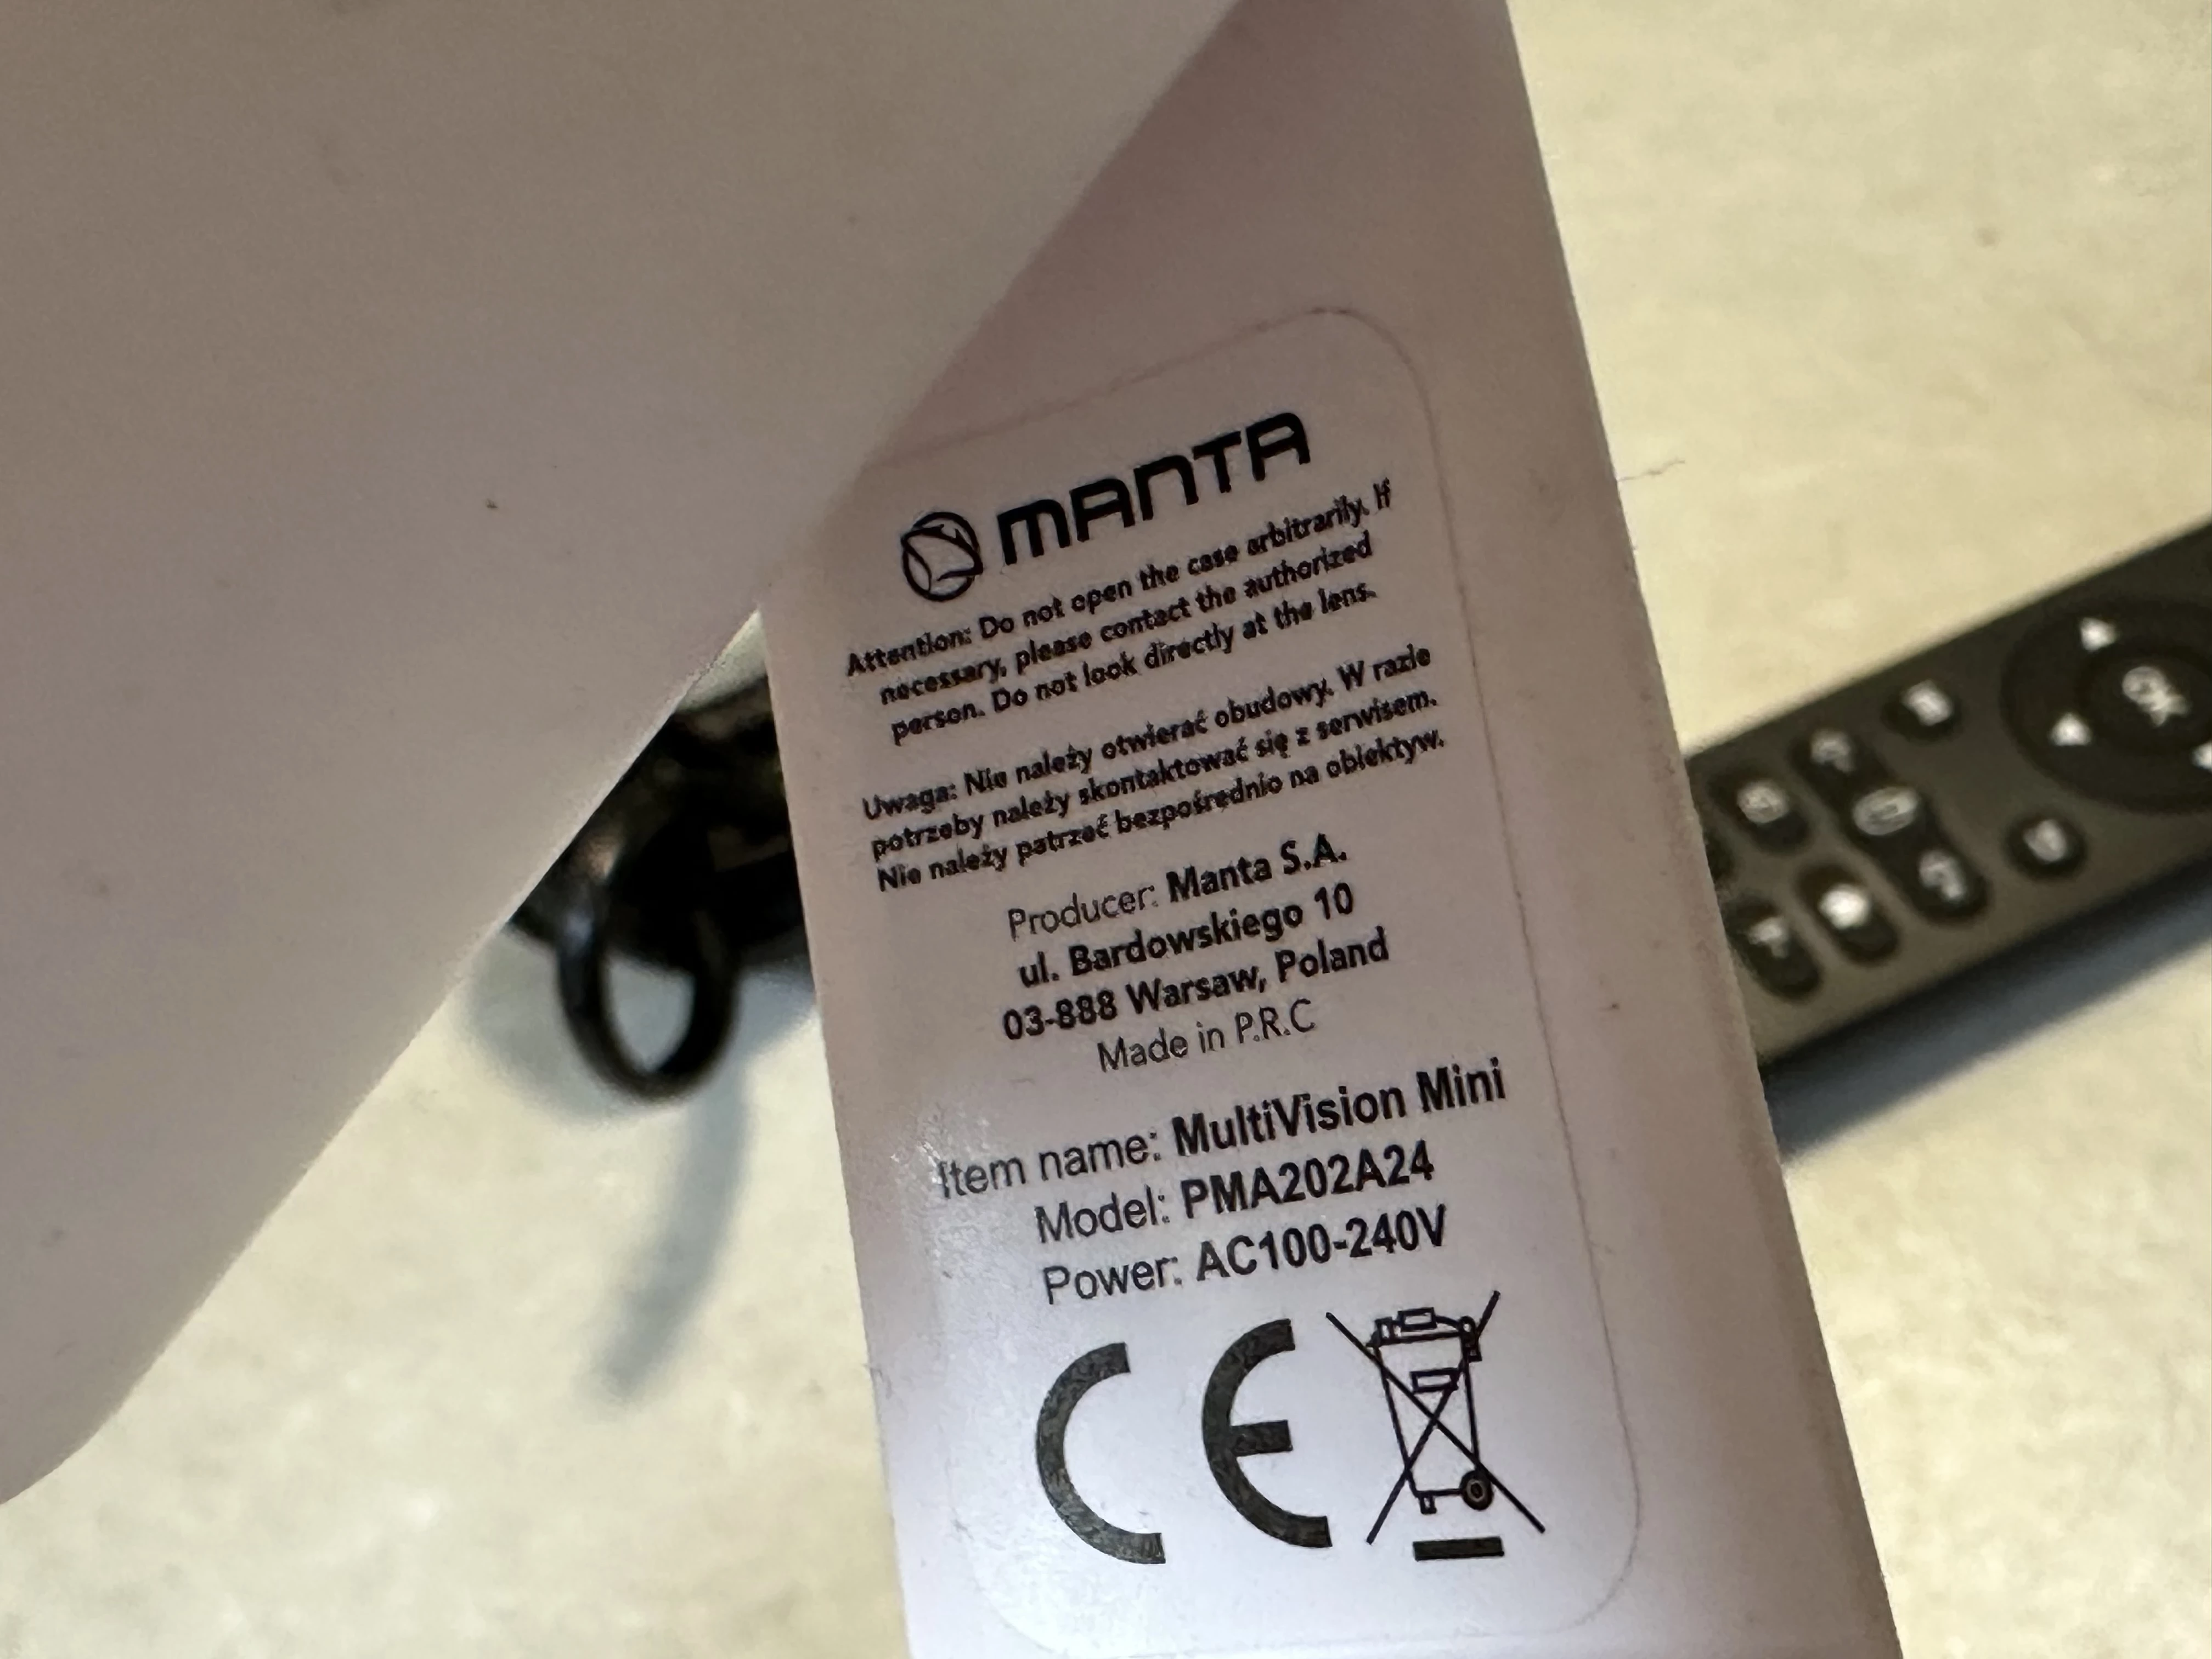 MANTA
Attention: Do not open the case arbitrarily. If
necessary, please contact the authorized
person. Do not look directly at the lens.
Uwaga: Nie należy otwierać obudowy. W razie
potrzeby należy skontaktować się z serwisem.
Nie należy patrzeć bezpośrednio na obiektyw.
Producer: Manta S.A.
ul. Bardowskiego 10
03-888 Warsaw, Poland
Made in P.R.C
Item name: MultiVision Mini
Model: PMA202A24
Power: AC100-240V
CE
OK